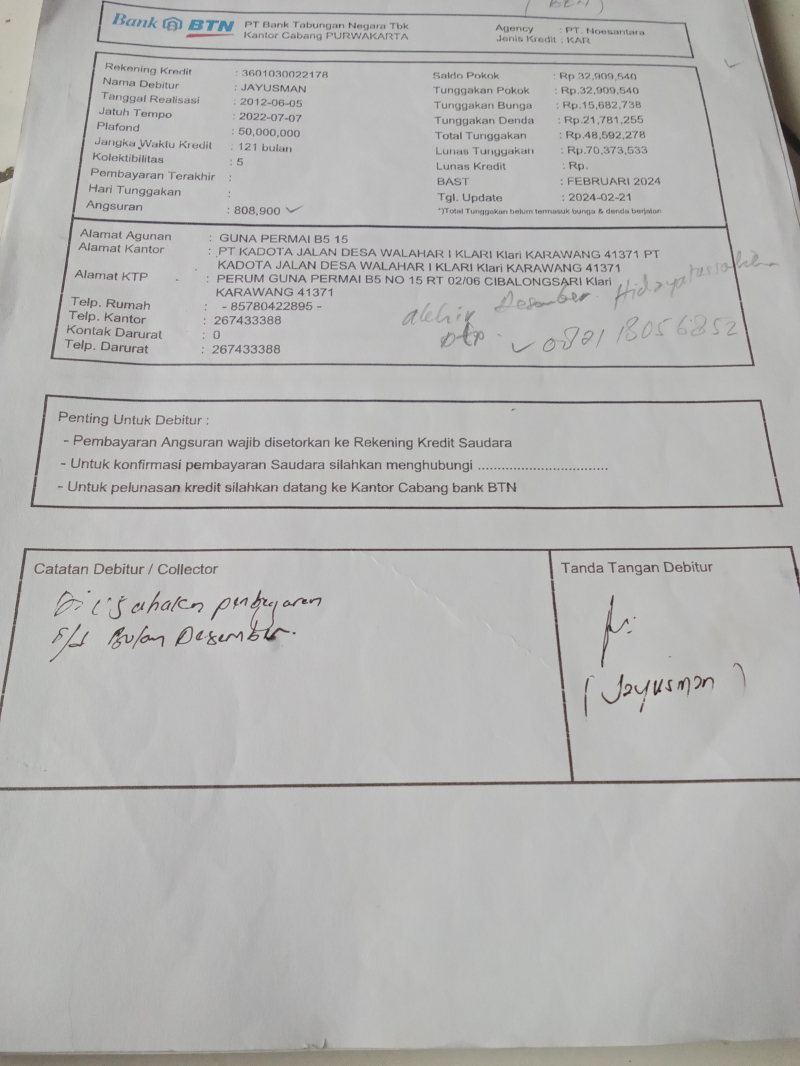 ( BEN )
Bank BTN PT Bank Tabungan Negara Tbk
Kantor Cabang PURWAKARTA
Agency : PT. Noesantara
Jenis Kredit : KAR
Rekening Kredit : 3601030022178
Nama Debitur : JAYUSMAN
Tanggal Realisasi : 2012-06-05
Jatuh Tempo : 2022-07-07
Plafond : 50,000,000
Jangka Waktu Kredit : 121 bulan
Kolektibilitas : 5
Pembayaran Terakhir :
Hari Tunggakan :
Angsuran : 808,900
Saldo Pokok : Rp.32,909,540
Tunggakan Pokok : Rp.32,909,540
Tunggakan Bunga : Rp.15,682,738
Tunggakan Denda : Rp.21,781,255
Total Tunggakan : Rp.48,592,278
Lunas Tunggakan : Rp.70,373,533
Lunas Kredit : Rp.
BAST : FEBRUARI 2024
Tgl. Update : 2024-02-21
*)Total Tunggakan belum termasuk bunga & denda berjalan
Alamat Agunan : GUNA PERMAI B5 15
Alamat Kantor : PT KADOTA JALAN DESA WALAHAR I KLARI Klari KARAWANG 41371 PT
KADOTA JALAN DESA WALAHAR I KLARI Klari KARAWANG 41371
Alamat KTP : PERUM GUNA PERMAI B5 NO 15 RT 02/06 CIBALONGSARI Klari
KARAWANG 41371
Telp. Rumah : - 85780422895 -
Telp. Kantor : 267433388
Kontak Darurat : 0
Telp. Darurat : 267433388
akhir Desember
082118056852
Penting Untuk Debitur :
- Pembayaran Angsuran wajib disetorkan ke Rekening Kredit Saudara
- Untuk konfirmasi pembayaran Saudara silahkan menghubungi .................................
- Untuk pelunasan kredit silahkan datang ke Kantor Cabang bank BTN
Catatan Debitur / Collector
Diusahakan pembayaran
s/d Bulan Desember.
Tanda Tangan Debitur
( Jayusman )